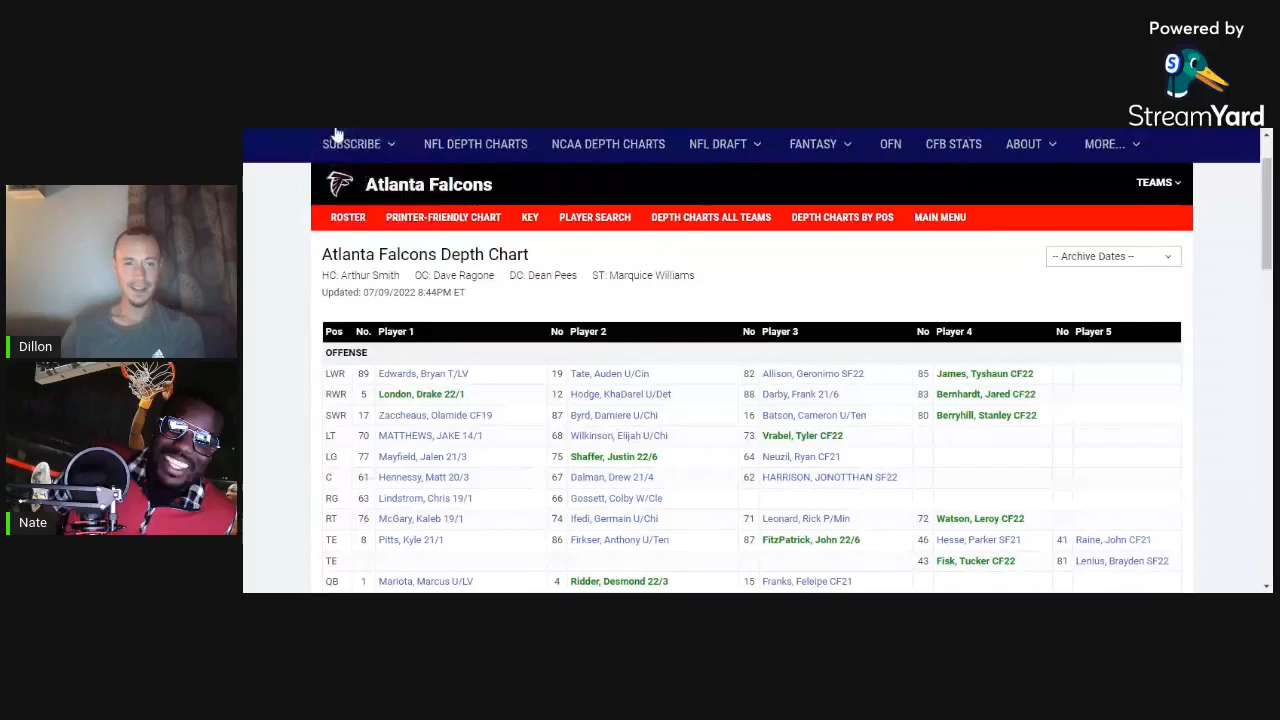 Powered by
S
StreamYard
SUBSCRIBE NFL DEPTH CHARTS NCAA DEPTH CHARTS NFL DRAFT FANTASY OFN CFB STATS ABOUT MORE...
Atlanta Falcons TEAMS
ROSTER PRINTER-FRIENDLY CHART KEY PLAYER SEARCH DEPTH CHARTS ALL TEAMS DEPTH CHARTS BY POS MAIN MENU
Atlanta Falcons Depth Chart -- Archive Dates --
HC: Arthur Smith OC: Dave Ragone DC: Dean Pees ST: Marquice Williams
Updated: 07/09/2022 8:44PM ET
Pos No. Player 1 No Player 2 No Player 3 No Player 4 No Player 5
OFFENSE
LWR 89 Edwards, Bryan T/LV 19 Tate, Auden U/Cin 82 Allison, Geronimo SF22 85 James, Tyshaun CF22
RWR 5 London, Drake 22/1 12 Hodge, KhaDarel U/Det 88 Darby, Frank 21/6 83 Bernhardt, Jared CF22
SWR 17 Zaccheaus, Olamide CF19 87 Byrd, Damiere U/Chi 16 Batson, Cameron U/Ten 80 Berryhill, Stanley CF22
LT 70 MATTHEWS, JAKE 14/1 68 Wilkinson, Elijah U/Chi 73 Vrabel, Tyler CF22
LG 77 Mayfield, Jalen 21/3 75 Shaffer, Justin 22/6 64 Neuzil, Ryan CF21
C 61 Hennessy, Matt 20/3 67 Dalman, Drew 21/4 62 HARRISON, JONOTTHAN SF22
RG 63 Lindstrom, Chris 19/1 66 Gossett, Colby W/Cle
RT 76 McGary, Kaleb 19/1 74 Ifedi, Germain U/Chi 71 Leonard, Rick P/Min 72 Watson, Leroy CF22
TE 8 Pitts, Kyle 21/1 86 Firkser, Anthony U/Ten 87 FitzPatrick, John 22/6 46 Hesse, Parker SF21 41 Raine, John CF21
TE 43 Fisk, Tucker CF22 81 Lenius, Brayden SF22
QB 1 Mariota, Marcus U/LV 4 Ridder, Desmond 22/3 15 Franks, Feleipe CF21
Dillon
Nate